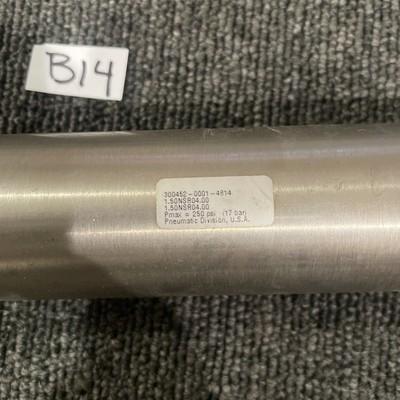 B14
300452-0001-4814
1.50NSR04.00
1.50NSR04.00
Pmax = 250 psi (17 bar)
Pneumatic Division, U.S.A.